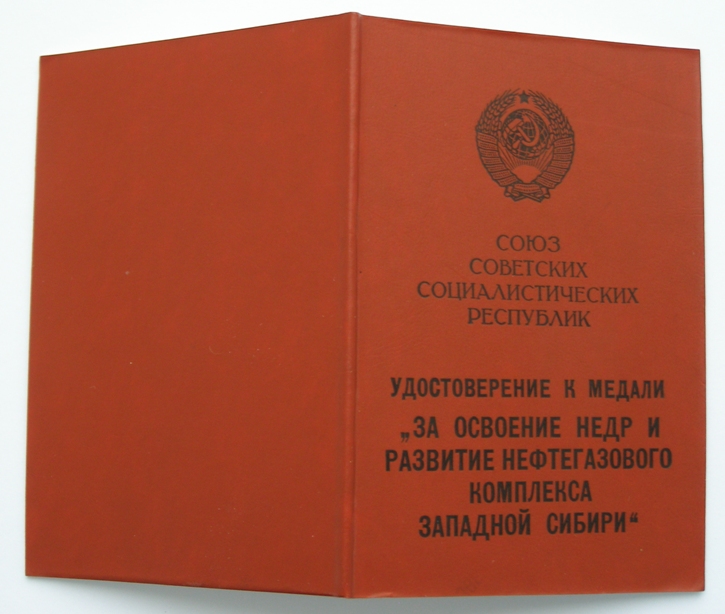 СОЮЗ
СОВЕТСКИХ
СОЦИАЛИСТИЧЕСКИХ
РЕСПУБЛИК
УДОСТОВЕРЕНИЕ К МЕДАЛИ
„ЗА ОСВОЕНИЕ НЕДР И
РАЗВИТИЕ НЕФТЕГАЗОВОГО
КОМПЛЕКСА
ЗАПАДНОЙ СИБИРИ“